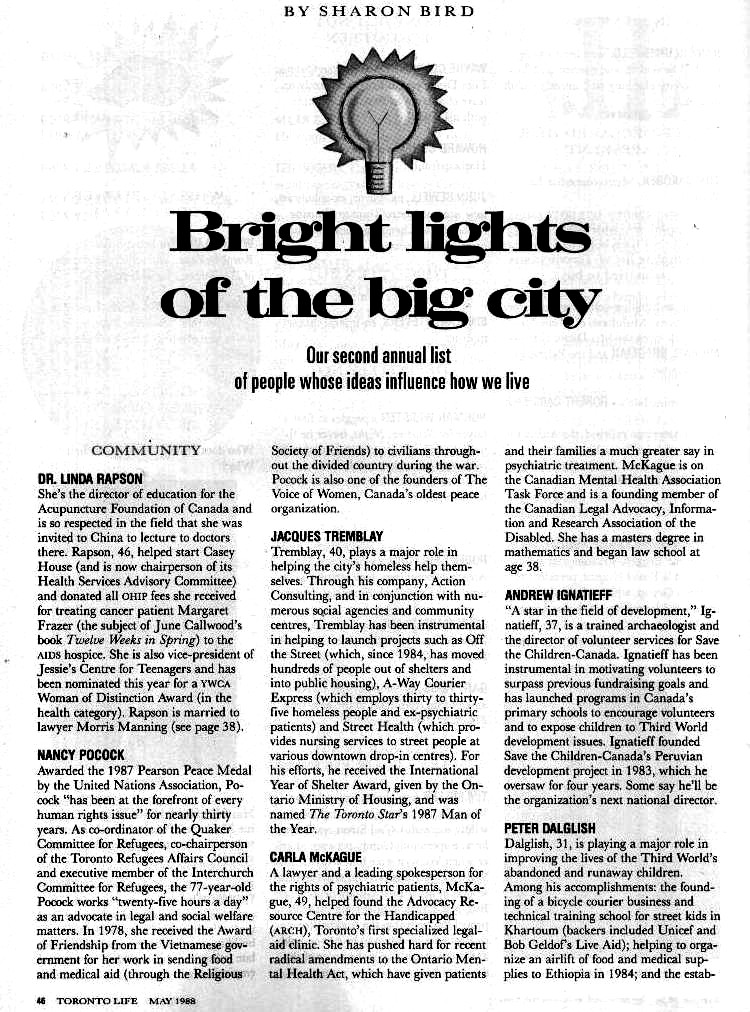 BY SHARON BIRD
Bright lights
of the big city
Our second annual list
of people whose ideas influence how we live
COMMUNITY
DR. LINDA RAPSON
She's the director of education for the
Acupuncture Foundation of Canada and
is so respected in the field that she was
invited to China to lecture to doctors
there. Rapson, 46, helped start Casey
House (and is now chairperson of its
Health Services Advisory Committee)
and donated all OHIP fees she received
for treating cancer patient Margaret
Frazer (the subject of June Callwood's
book Twelve Weeks in Spring) to the
AIDS hospice. She is also vice-president of
Jessie's Centre for Teenagers and has
been nominated this year for a YWCA
Woman of Distinction Award (in the
health category). Rapson is married to
lawyer Morris Manning (see page 38).
NANCY POCOCK
Awarded the 1987 Pearson Peace Medal
by the United Nations Association, Po-
cock "has been at the forefront of every
human rights issue" for nearly thirty
years. As co-ordinator of the Quaker
Committee for Refugees, co-chairperson
of the Toronto Refugees Affairs Council
and executive member of the Interchurch
Committee for Refugees, the 77-year-old
Pocock works "twenty-five hours a day"
as an advocate in legal and social welfare
matters. In 1978, she received the Award
of Friendship from the Vietnamese gov-
ernment for her work in sending food
and medical aid (through the Religious
Society of Friends) to civilians through-
out the divided country during the war.
Pocock is also one of the founders of The
Voice of Women, Canada's oldest peace
organization.
JACQUES TREMBLAY
Tremblay, 40, plays a major role in
helping the city's homeless help them-
selves. Through his company, Action
Consulting, and in conjunction with nu-
merous social agencies and community
centres, Tremblay has been instrumental
in helping to launch projects such as Off
the Street (which, since 1984, has moved
hundreds of people out of shelters and
into public housing), A-Way Courier
Express (which employs thirty to thirty-
five homeless people and ex-psychiatric
patients) and Street Health (which pro-
vides nursing services to street people at
various downtown drop-in centres). For
his efforts, he received the International
Year of Shelter Award, given by the On-
tario Ministry of Housing, and was
named The Toronto Star's 1987 Man of
the Year.
CARLA McKAGUE
A lawyer and a leading spokesperson for
the rights of psychiatric patients, McKa-
gue, 49, helped found the Advocacy Re-
source Centre for the Handicapped
(ARCH), Toronto's first specialized legal-
aid clinic. She has pushed hard for recent
radical amendments to the Ontario Men-
tal Health Act, which have given patients
and their families a much greater say in
psychiatric treatment. McKague is on
the Canadian Mental Health Association
Task Force and is a founding member of
the Canadian Legal Advocacy, Informa-
tion and Research Association of the
Disabled. She has a masters degree in
mathematics and began law school at
age 38.
ANDREW IGNATIEFF
"A star in the field of development," Ig-
natieff, 37, is a trained archaeologist and
the director of volunteer services for Save
the Children-Canada. Ignatieff has been
instrumental in motivating volunteers to
surpass previous fundraising goals and
has launched programs in Canada's
primary schools to encourage volunteers
and to expose children to Third World
development issues. Ignatieff founded
Save the Children-Canada's Peruvian
development project in 1983, which he
oversaw for four years. Some say he'll be
the organization's next national director.
PETER DALGLISH
Dalglish, 31, is playing a major role in
improving the lives of the Third World's
abandoned and runaway children.
Among his accomplishments: the found-
ing of a bicycle courier business and
technical training school for street kids in
Khartoum (backers included Unicef and
Bob Geldof's Live Aid); helping to orga-
nize an airlift of food and medical sup-
plies to Ethiopia in 1984; and the estab-
46 TORONTO LIFE MAY 1988